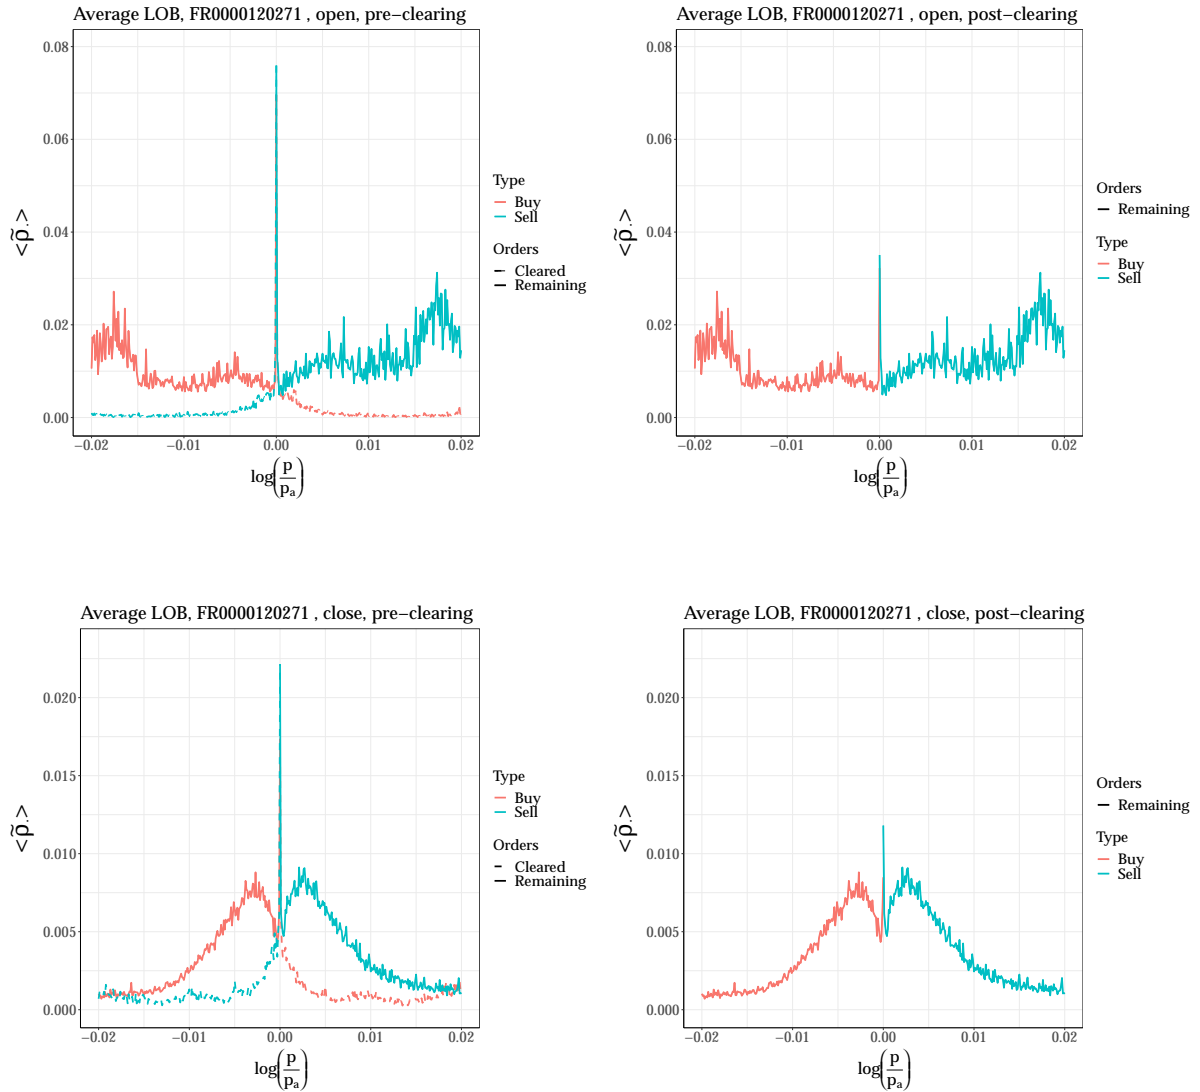 Average LOB, FR0000120271 , open, pre−clearing
0.08
0.06
0.04
0.02
0.00
<ρ̃.>
−0.02 −0.01 0.00 0.01 0.02
log(p/pa)
Type
Buy
Sell
Orders
Cleared
Remaining
Average LOB, FR0000120271 , open, post−clearing
0.08
0.06
0.04
0.02
0.00
<ρ̃.>
−0.02 −0.01 0.00 0.01 0.02
log(p/pa)
Orders
Remaining
Type
Buy
Sell
Average LOB, FR0000120271 , close, pre−clearing
0.020
0.015
0.010
0.005
0.000
<ρ̃.>
−0.02 −0.01 0.00 0.01 0.02
log(p/pa)
Type
Buy
Sell
Orders
Cleared
Remaining
Average LOB, FR0000120271 , close, post−clearing
0.020
0.015
0.010
0.005
0.000
<ρ̃.>
−0.02 −0.01 0.00 0.01 0.02
log(p/pa)
Orders
Remaining
Type
Buy
Sell